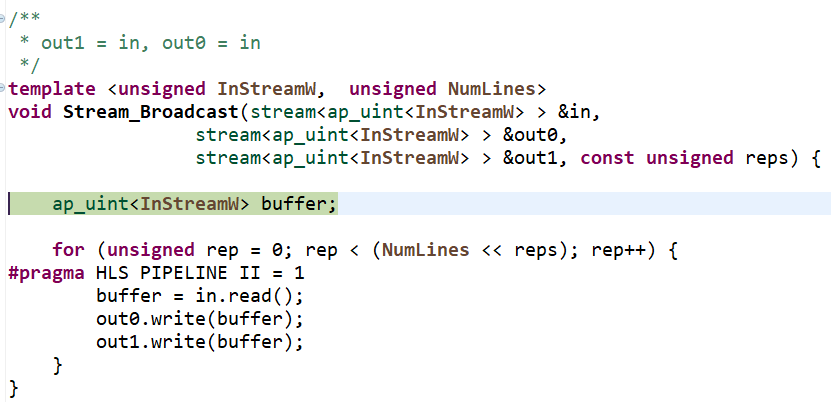 /**
 * out1 = in, out0 = in
 */
template <unsigned InStreamW,  unsigned NumLines>
void Stream_Broadcast(stream<ap_uint<InStreamW> > &in,
                 stream<ap_uint<InStreamW> > &out0,
                 stream<ap_uint<InStreamW> > &out1, const unsigned reps) {

    ap_uint<InStreamW> buffer;

    for (unsigned rep = 0; rep < (NumLines << reps); rep++) {
#pragma HLS PIPELINE II = 1
        buffer = in.read();
        out0.write(buffer);
        out1.write(buffer);
    }
}